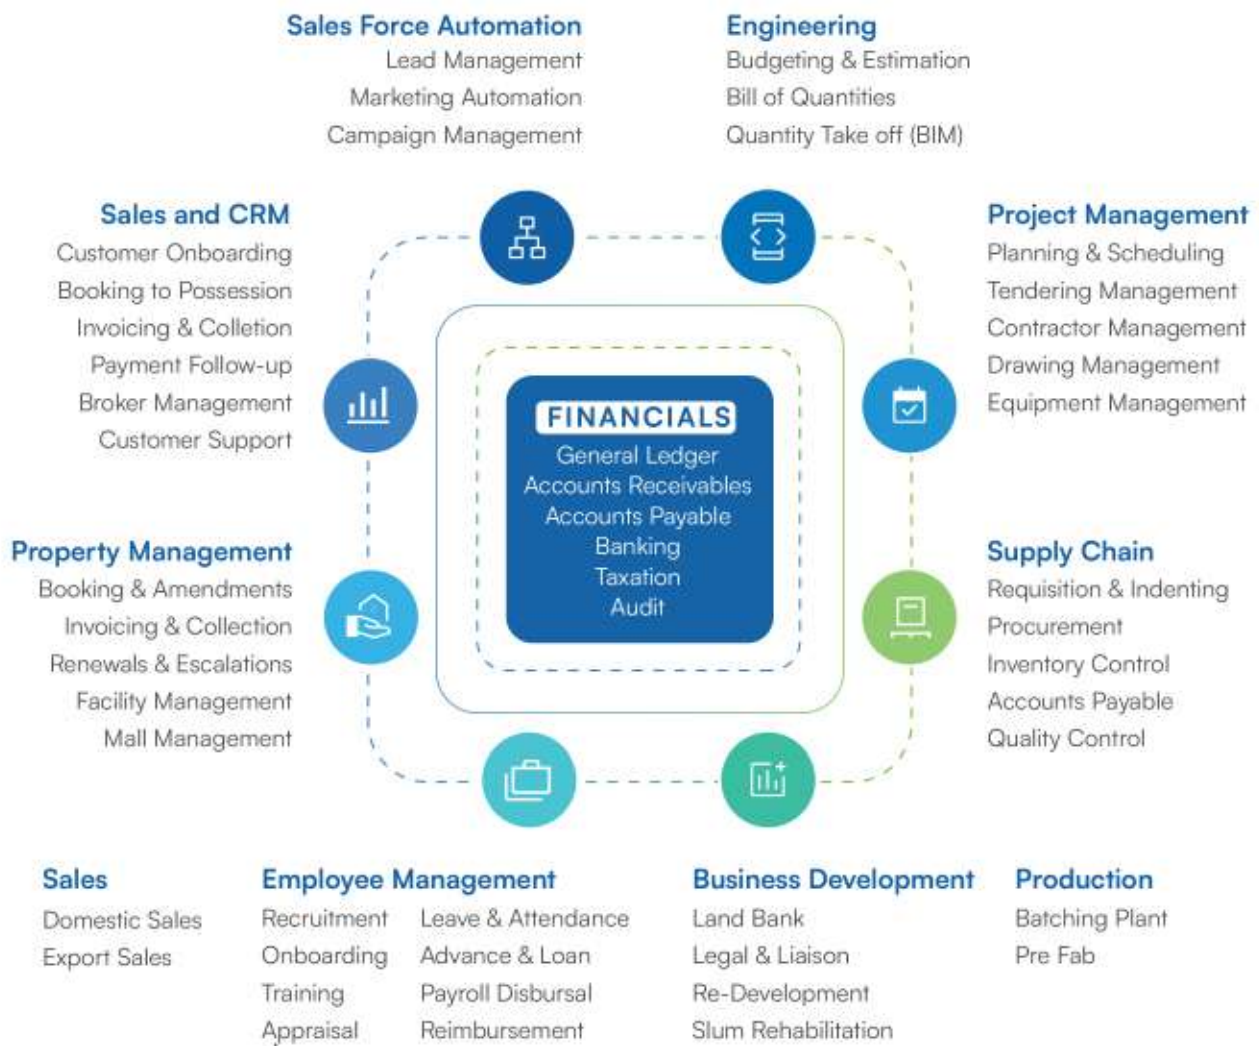 Sales Force Automation
Lead Management
Marketing Automation
Campaign Management
Engineering
Budgeting & Estimation
Bill of Quantities
Quantity Take off (BIM)
Sales and CRM
Customer Onboarding
Booking to Possession
Invoicing & Colletion
Payment Follow-up
Broker Management
Customer Support
Project Management
Planning & Scheduling
Tendering Management
Contractor Management
Drawing Management
Equipment Management
FINANCIALS
General Ledger
Accounts Receivables
Accounts Payable
Banking
Taxation
Audit
Property Management
Booking & Amendments
Invoicing & Collection
Renewals & Escalations
Facility Management
Mall Management
Supply Chain
Requisition & Indenting
Procurement
Inventory Control
Accounts Payable
Quality Control
Sales
Domestic Sales
Export Sales
Employee Management
Recruitment
Onboarding
Training
Appraisal
Leave & Attendance
Advance & Loan
Payroll Disbursal
Reimbursement
Business Development
Land Bank
Legal & Liaison
Re-Development
Slum Rehabilitation
Production
Batching Plant
Pre Fab